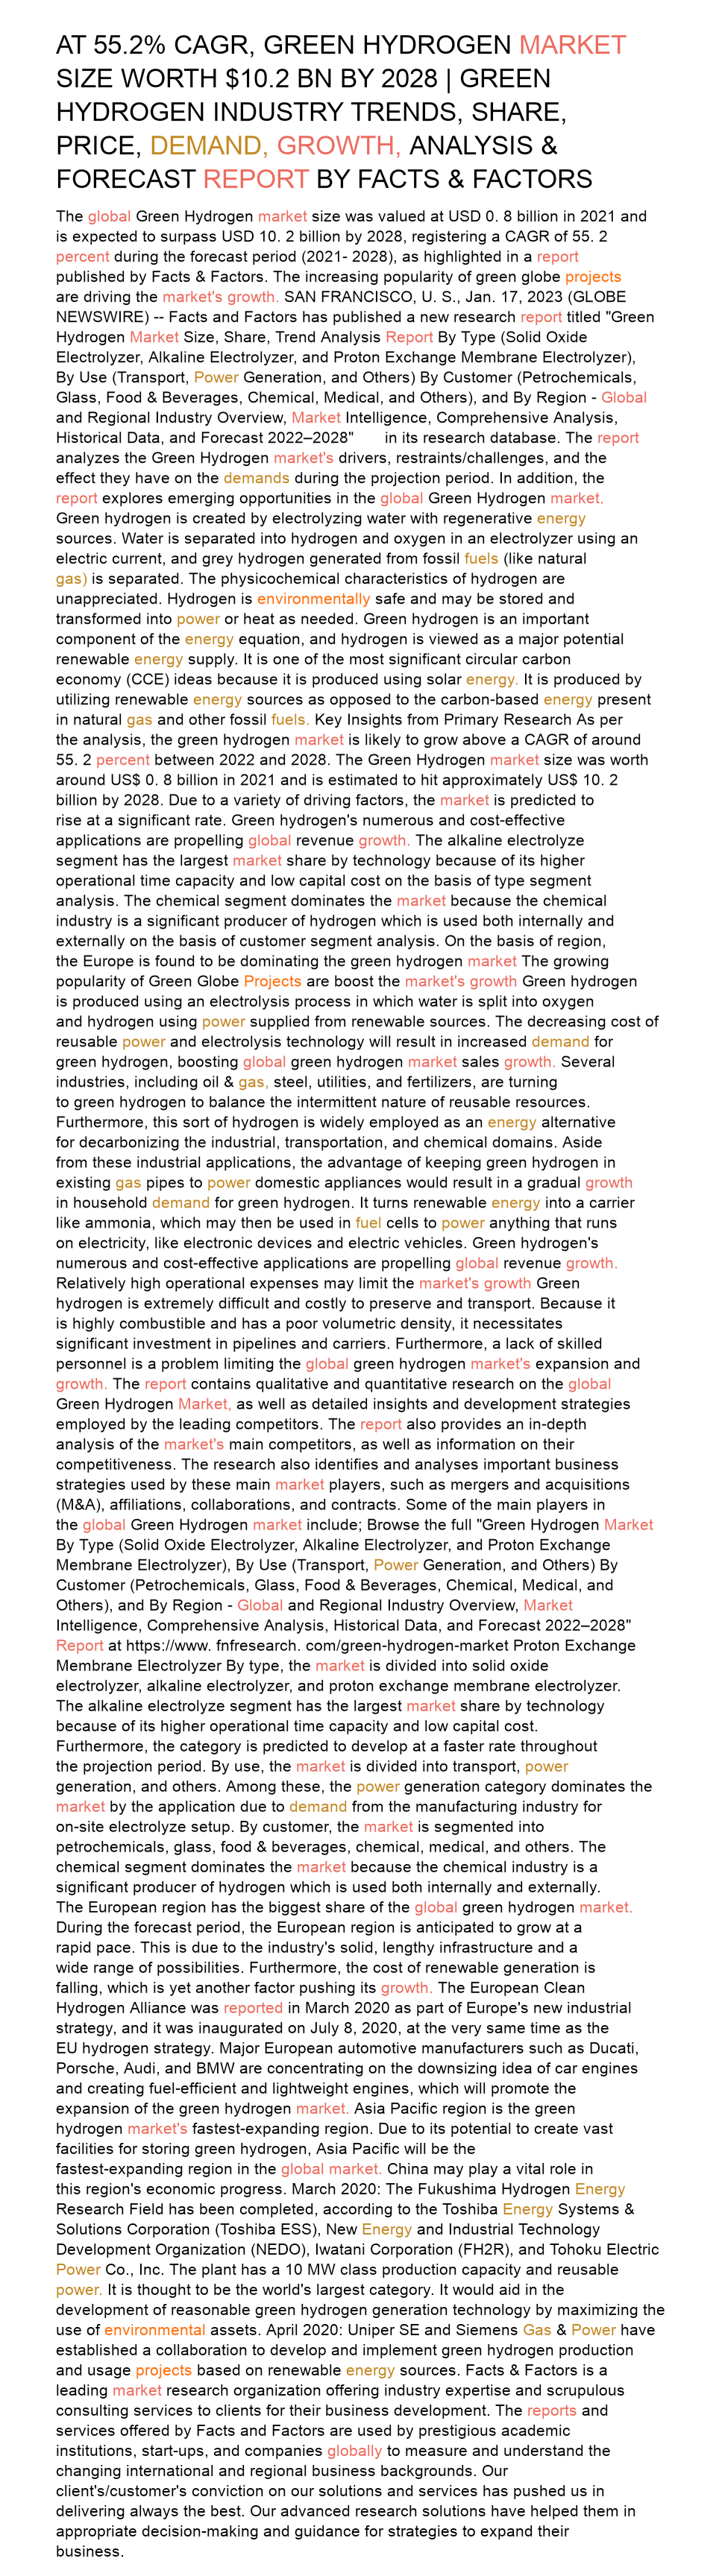 AT 55.2% CAGR, GREEN HYDROGEN MARKET
SIZE WORTH $10.2 BN BY 2028 | GREEN
HYDROGEN INDUSTRY TRENDS, SHARE,
PRICE, DEMAND, GROWTH, ANALYSIS &
FORECAST REPORT BY FACTS & FACTORS
The global Green Hydrogen market size was valued at USD 0. 8 billion in 2021 and
is expected to surpass USD 10. 2 billion by 2028, registering a CAGR of 55. 2
percent during the forecast period (2021- 2028), as highlighted in a report
published by Facts & Factors. The increasing popularity of green globe projects
are driving the market's growth. SAN FRANCISCO, U. S., Jan. 17, 2023 (GLOBE
NEWSWIRE) -- Facts and Factors has published a new research report titled "Green
Hydrogen Market Size, Share, Trend Analysis Report By Type (Solid Oxide
Electrolyzer, Alkaline Electrolyzer, and Proton Exchange Membrane Electrolyzer),
By Use (Transport, Power Generation, and Others) By Customer (Petrochemicals,
Glass, Food & Beverages, Chemical, Medical, and Others), and By Region - Global
and Regional Industry Overview, Market Intelligence, Comprehensive Analysis,
Historical Data, and Forecast 2022–2028" in its research database. The report
analyzes the Green Hydrogen market's drivers, restraints/challenges, and the
effect they have on the demands during the projection period. In addition, the
report explores emerging opportunities in the global Green Hydrogen market.
Green hydrogen is created by electrolyzing water with regenerative energy
sources. Water is separated into hydrogen and oxygen in an electrolyzer using an
electric current, and grey hydrogen generated from fossil fuels (like natural
gas) is separated. The physicochemical characteristics of hydrogen are
unappreciated. Hydrogen is environmentally safe and may be stored and
transformed into power or heat as needed. Green hydrogen is an important
component of the energy equation, and hydrogen is viewed as a major potential
renewable energy supply. It is one of the most significant circular carbon
economy (CCE) ideas because it is produced using solar energy. It is produced by
utilizing renewable energy sources as opposed to the carbon-based energy present
in natural gas and other fossil fuels. Key Insights from Primary Research As per
the analysis, the green hydrogen market is likely to grow above a CAGR of around
55. 2 percent between 2022 and 2028. The Green Hydrogen market size was worth
around US$ 0. 8 billion in 2021 and is estimated to hit approximately US$ 10. 2
billion by 2028. Due to a variety of driving factors, the market is predicted to
rise at a significant rate. Green hydrogen's numerous and cost-effective
applications are propelling global revenue growth. The alkaline electrolyze
segment has the largest market share by technology because of its higher
operational time capacity and low capital cost on the basis of type segment
analysis. The chemical segment dominates the market because the chemical
industry is a significant producer of hydrogen which is used both internally and
externally on the basis of customer segment analysis. On the basis of region,
the Europe is found to be dominating the green hydrogen market The growing
popularity of Green Globe Projects are boost the market's growth Green hydrogen
is produced using an electrolysis process in which water is split into oxygen
and hydrogen using power supplied from renewable sources. The decreasing cost of
reusable power and electrolysis technology will result in increased demand for
green hydrogen, boosting global green hydrogen market sales growth. Several
industries, including oil & gas, steel, utilities, and fertilizers, are turning
to green hydrogen to balance the intermittent nature of reusable resources.
Furthermore, this sort of hydrogen is widely employed as an energy alternative
for decarbonizing the industrial, transportation, and chemical domains. Aside
from these industrial applications, the advantage of keeping green hydrogen in
existing gas pipes to power domestic appliances would result in a gradual growth
in household demand for green hydrogen. It turns renewable energy into a carrier
like ammonia, which may then be used in fuel cells to power anything that runs
on electricity, like electronic devices and electric vehicles. Green hydrogen's
numerous and cost-effective applications are propelling global revenue growth.
Relatively high operational expenses may limit the market's growth Green
hydrogen is extremely difficult and costly to preserve and transport. Because it
is highly combustible and has a poor volumetric density, it necessitates
significant investment in pipelines and carriers. Furthermore, a lack of skilled
personnel is a problem limiting the global green hydrogen market's expansion and
growth. The report contains qualitative and quantitative research on the global
Green Hydrogen Market, as well as detailed insights and development strategies
employed by the leading competitors. The report also provides an in-depth
analysis of the market's main competitors, as well as information on their
competitiveness. The research also identifies and analyses important business
strategies used by these main market players, such as mergers and acquisitions
(M&A), affiliations, collaborations, and contracts. Some of the main players in
the global Green Hydrogen market include; Browse the full "Green Hydrogen Market
By Type (Solid Oxide Electrolyzer, Alkaline Electrolyzer, and Proton Exchange
Membrane Electrolyzer), By Use (Transport, Power Generation, and Others) By
Customer (Petrochemicals, Glass, Food & Beverages, Chemical, Medical, and
Others), and By Region - Global and Regional Industry Overview, Market
Intelligence, Comprehensive Analysis, Historical Data, and Forecast 2022–2028"
Report at https://www. fnfresearch. com/green-hydrogen-market Proton Exchange
Membrane Electrolyzer By type, the market is divided into solid oxide
electrolyzer, alkaline electrolyzer, and proton exchange membrane electrolyzer.
The alkaline electrolyze segment has the largest market share by technology
because of its higher operational time capacity and low capital cost.
Furthermore, the category is predicted to develop at a faster rate throughout
the projection period. By use, the market is divided into transport, power
generation, and others. Among these, the power generation category dominates the
market by the application due to demand from the manufacturing industry for
on-site electrolyze setup. By customer, the market is segmented into
petrochemicals, glass, food & beverages, chemical, medical, and others. The
chemical segment dominates the market because the chemical industry is a
significant producer of hydrogen which is used both internally and externally.
The European region has the biggest share of the global green hydrogen market.
During the forecast period, the European region is anticipated to grow at a
rapid pace. This is due to the industry's solid, lengthy infrastructure and a
wide range of possibilities. Furthermore, the cost of renewable generation is
falling, which is yet another factor pushing its growth. The European Clean
Hydrogen Alliance was reported in March 2020 as part of Europe's new industrial
strategy, and it was inaugurated on July 8, 2020, at the very same time as the
EU hydrogen strategy. Major European automotive manufacturers such as Ducati,
Porsche, Audi, and BMW are concentrating on the downsizing idea of car engines
and creating fuel-efficient and lightweight engines, which will promote the
expansion of the green hydrogen market. Asia Pacific region is the green
hydrogen market's fastest-expanding region. Due to its potential to create vast
facilities for storing green hydrogen, Asia Pacific will be the
fastest-expanding region in the global market. China may play a vital role in
this region's economic progress. March 2020: The Fukushima Hydrogen Energy
Research Field has been completed, according to the Toshiba Energy Systems &
Solutions Corporation (Toshiba ESS), New Energy and Industrial Technology
Development Organization (NEDO), Iwatani Corporation (FH2R), and Tohoku Electric
Power Co., Inc. The plant has a 10 MW class production capacity and reusable
power. It is thought to be the world's largest category. It would aid in the
development of reasonable green hydrogen generation technology by maximizing the
use of environmental assets. April 2020: Uniper SE and Siemens Gas & Power have
established a collaboration to develop and implement green hydrogen production
and usage projects based on renewable energy sources. Facts & Factors is a
leading market research organization offering industry expertise and scrupulous
consulting services to clients for their business development. The reports and
services offered by Facts and Factors are used by prestigious academic
institutions, start-ups, and companies globally to measure and understand the
changing international and regional business backgrounds. Our
client's/customer's conviction on our solutions and services has pushed us in
delivering always the best. Our advanced research solutions have helped them in
appropriate decision-making and guidance for strategies to expand their
business.